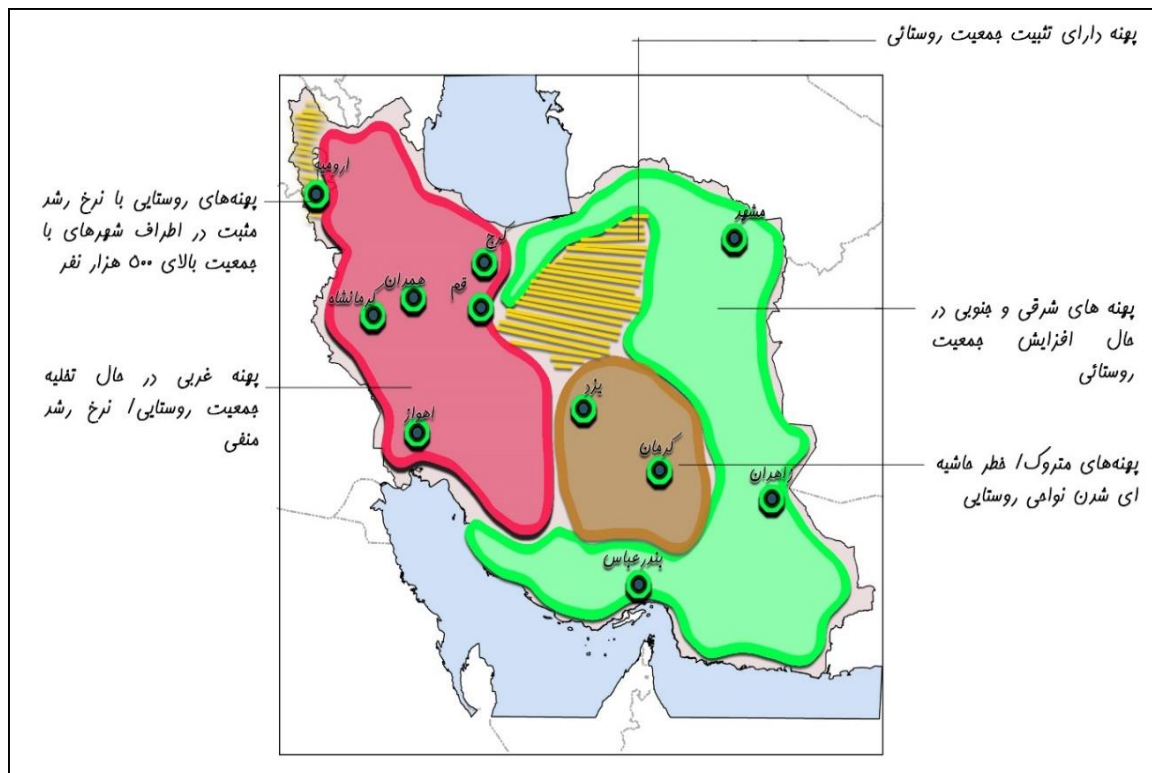 پهنه دارای تثبیت جمعیت روستائی
ارومیه
مشهد
پهنه‌های روستایی با نرخ رشد
مثبت در اطراف شهرهای با
جمعیت بالای ۵۰۰ هزار نفر
کرج
همدان
قم
کرمانشاه
پهنه های شرقی و جنوبی در
حال افزایش جمعیت
روستائی
پهنه غربی در حال تخلیه
جمعیت روستایی/ نرخ رشد
منفی
یزد
اهواز
کرمان
زاهدان
پهنه‌های متروک/ خطر حاشیه
ای شدن نواحی روستایی
بندرعباس